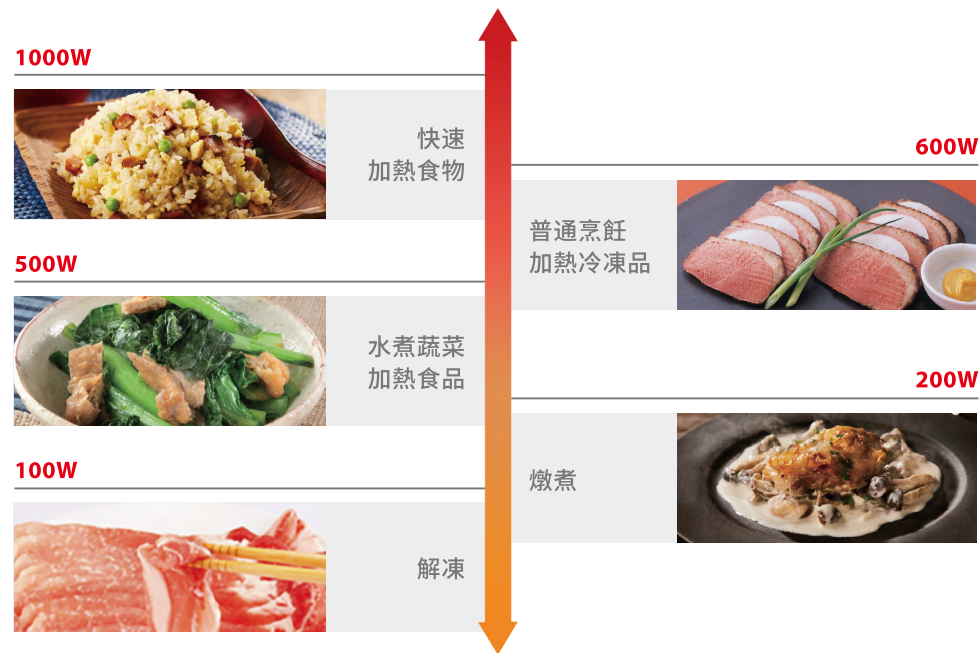 1000W
快速
加熱食物
600W
普通烹飪
加熱冷凍品
500W
水煮蔬菜
加熱食品
200W
燉煮
100W
解凍